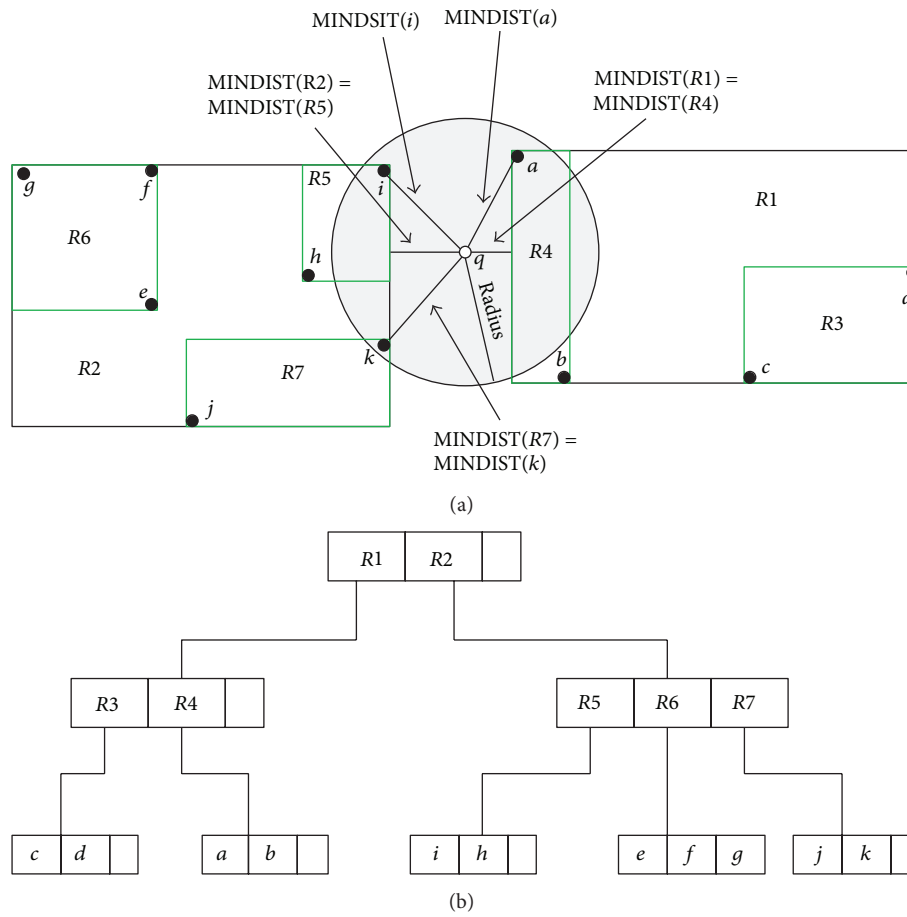 MINDSIT(i)
MINDIST(a)
MINDIST(R2) =
MINDIST(R5)
MINDIST(R1) =
MINDIST(R4)
g
f
R5
i
a
R1
R6
h
q
R4
d
e
Radius
R3
R2
R7
k
b
c
j
MINDIST(R7) =
MINDIST(k)
(a)
R1 R2
R3 R4
R5 R6 R7
c d
a b
i h
e f g
j k
(b)